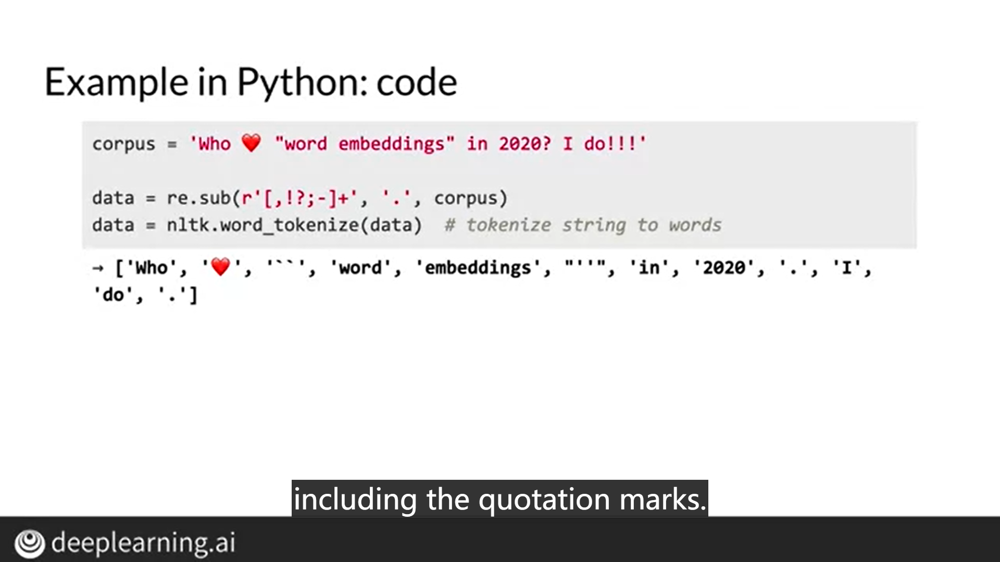 Example in Python: code
corpus = 'Who ❤️ "word embeddings" in 2020? I do!!!'
data = re.sub(r'[,!?;-]+', '.', corpus)
data = nltk.word_tokenize(data)  # tokenize string to words
→ ['Who', '❤️', '``', 'word', 'embeddings', "''", 'in', '2020', '.', 'I',
'do', '.']
including the quotation marks.
deeplearning.ai